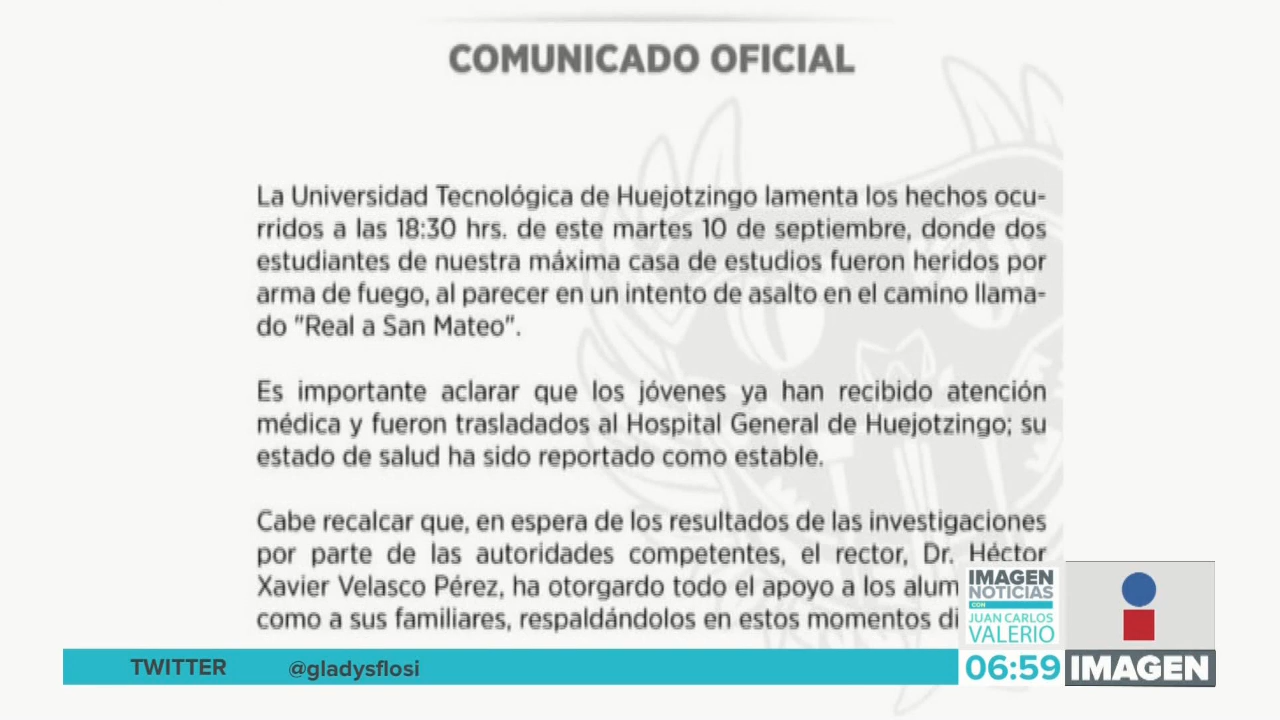 COMUNICADO OFICIAL
La Universidad Tecnológica de Huejotzingo lamenta los hechos ocu-
rridos a las 18:30 hrs. de este martes 10 de septiembre, donde dos
estudiantes de nuestra máxima casa de estudios fueron heridos por
arma de fuego, al parecer en un intento de asalto en el camino llama-
do "Real a San Mateo".
Es importante aclarar que los jóvenes ya han recibido atención
médica y fueron trasladados al Hospital General de Huejotzingo; su
estado de salud ha sido reportado como estable.
Cabe recalcar que, en espera de los resultados de las investigaciones
por parte de las autoridades competentes, el rector, Dr. Héctor
Xavier Velasco Pérez, ha otorgardo todo el apoyo a los alum
como a sus familiares, respaldándolos en estos momentos di
IMAGEN
NOTICIAS
CON
JUAN CARLOS
VALERIO
TWITTER @gladysflosi
06:59 IMAGEN